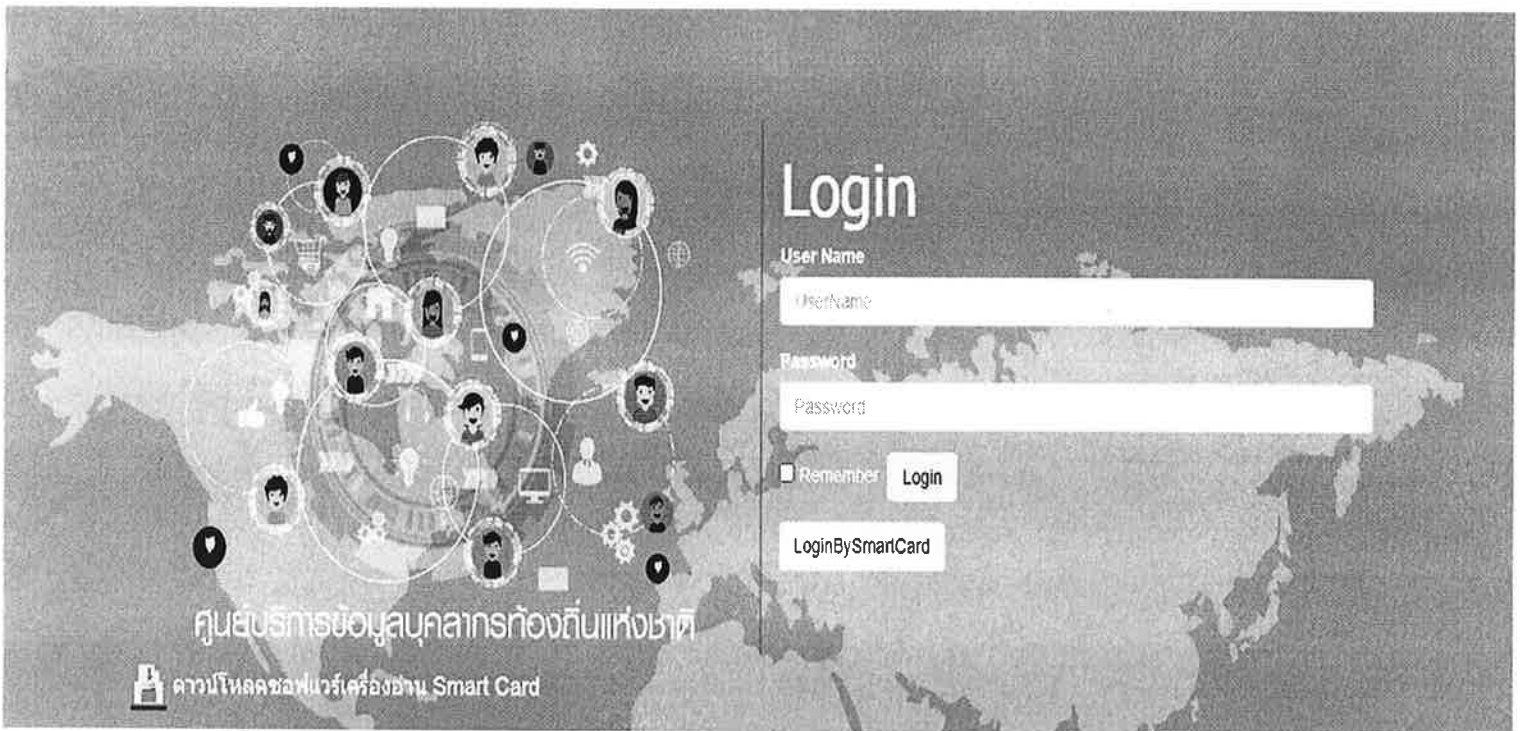 Login
User Name
UserName
Password
Password
Remember Login
LoginBySmartCard
ศูนย์บริการข้อมูลบุคลากรท้องถิ่นแห่งชาติ
ดาวน์โหลดซอฟแวร์เครื่องอ่าน Smart Card